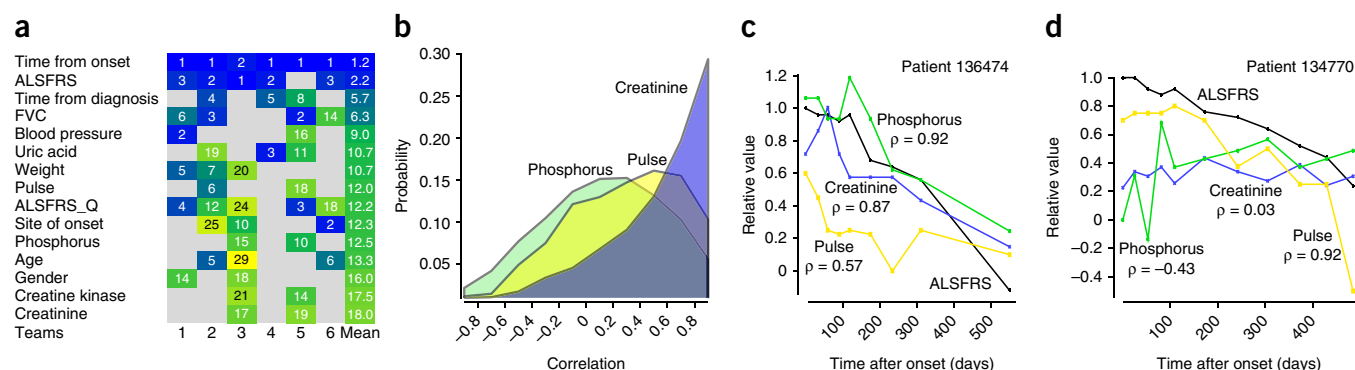 a
Time from onset 1 1 2 1 1 1 1.2
ALSFRS 3 2 1 2 3 2.2
Time from diagnosis 4 5 8 5.7
FVC 6 3 2 14 6.3
Blood pressure 2 16 9.0
Uric acid 19 3 11 10.7
Weight 5 7 20 10.7
Pulse 6 18 12.0
ALSFRS_Q 4 12 24 3 18 12.2
Site of onset 25 10 2 12.3
Phosphorus 15 10 12.5
Age 5 29 6 13.3
Gender 14 18 16.0
Creatine kinase 21 14 17.5
Creatinine 17 19 18.0
Teams 1 2 3 4 5 6 Mean
b
0.30
0.25
0.20
0.15
0.10
0.05
Probability
Creatinine
Phosphorus
Pulse
−0.8 −0.6 −0.4 −0.2 0 0.2 0.4 0.6 0.8
Correlation
c
Patient 136474
1.2
1.0
0.8
0.6
0.4
0.2
0
Relative value
Phosphorus
ρ = 0.92
Creatinine
ρ = 0.87
Pulse
ρ = 0.57
ALSFRS
100 200 300 400 500
Time after onset (days)
d
Patient 134770
1.0
0.8
0.6
0.4
0.2
0
−0.2
−0.4
Relative value
ALSFRS
Creatinine
ρ = 0.03
Phosphorus
ρ = −0.43
Pulse
ρ = 0.92
100 200 300 400
Time after onset (days)